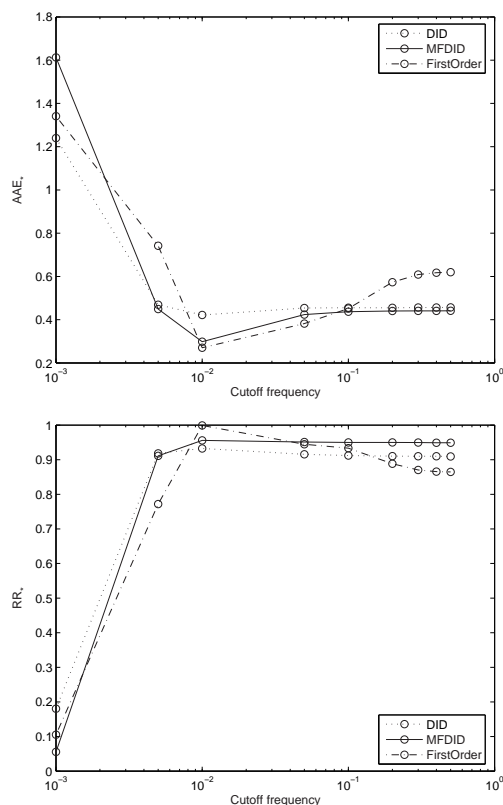 1.8
1.6
1.4
1.2
1
0.8
0.6
0.4
0.2
AAE*
DID
MFDID
FirstOrder
10−3 10−2 10−1 100
Cutoff frequency
1
0.9
0.8
0.7
0.6
0.5
0.4
0.3
0.2
0.1
0
RR*
DID
MFDID
FirstOrder
10−3 10−2 10−1 100
Cutoff frequency